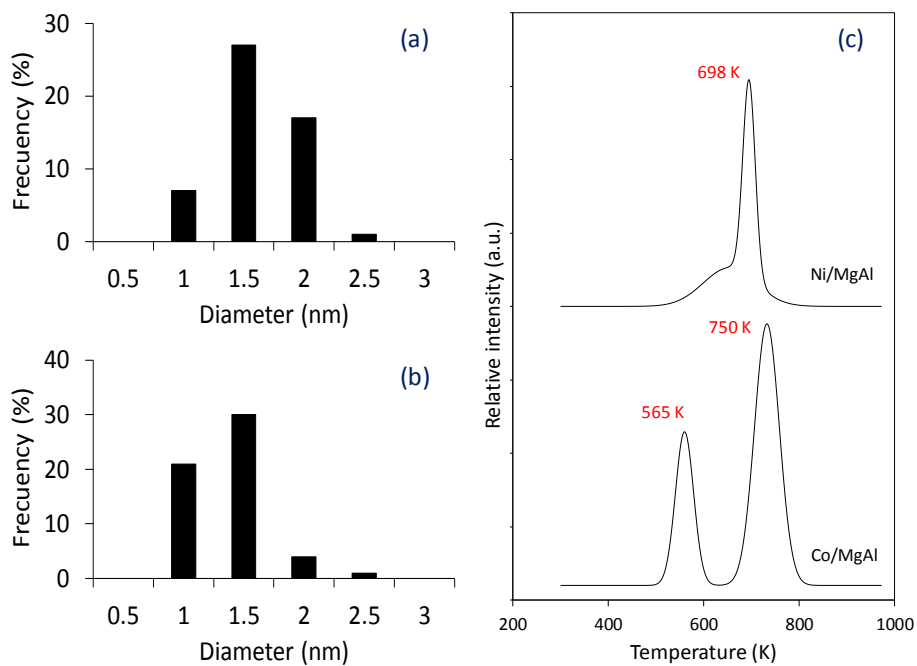 (a)
Frecuency (%)
30
20
10
0
0.5 1 1.5 2 2.5 3
Diameter (nm)
(b)
Frecuency (%)
40
30
20
10
0
0.5 1 1.5 2 2.5 3
Diameter (nm)
(c)
Relative intensity (a.u.)
698 K
Ni/MgAl
750 K
565 K
Co/MgAl
200 400 600 800 1000
Temperature (K)